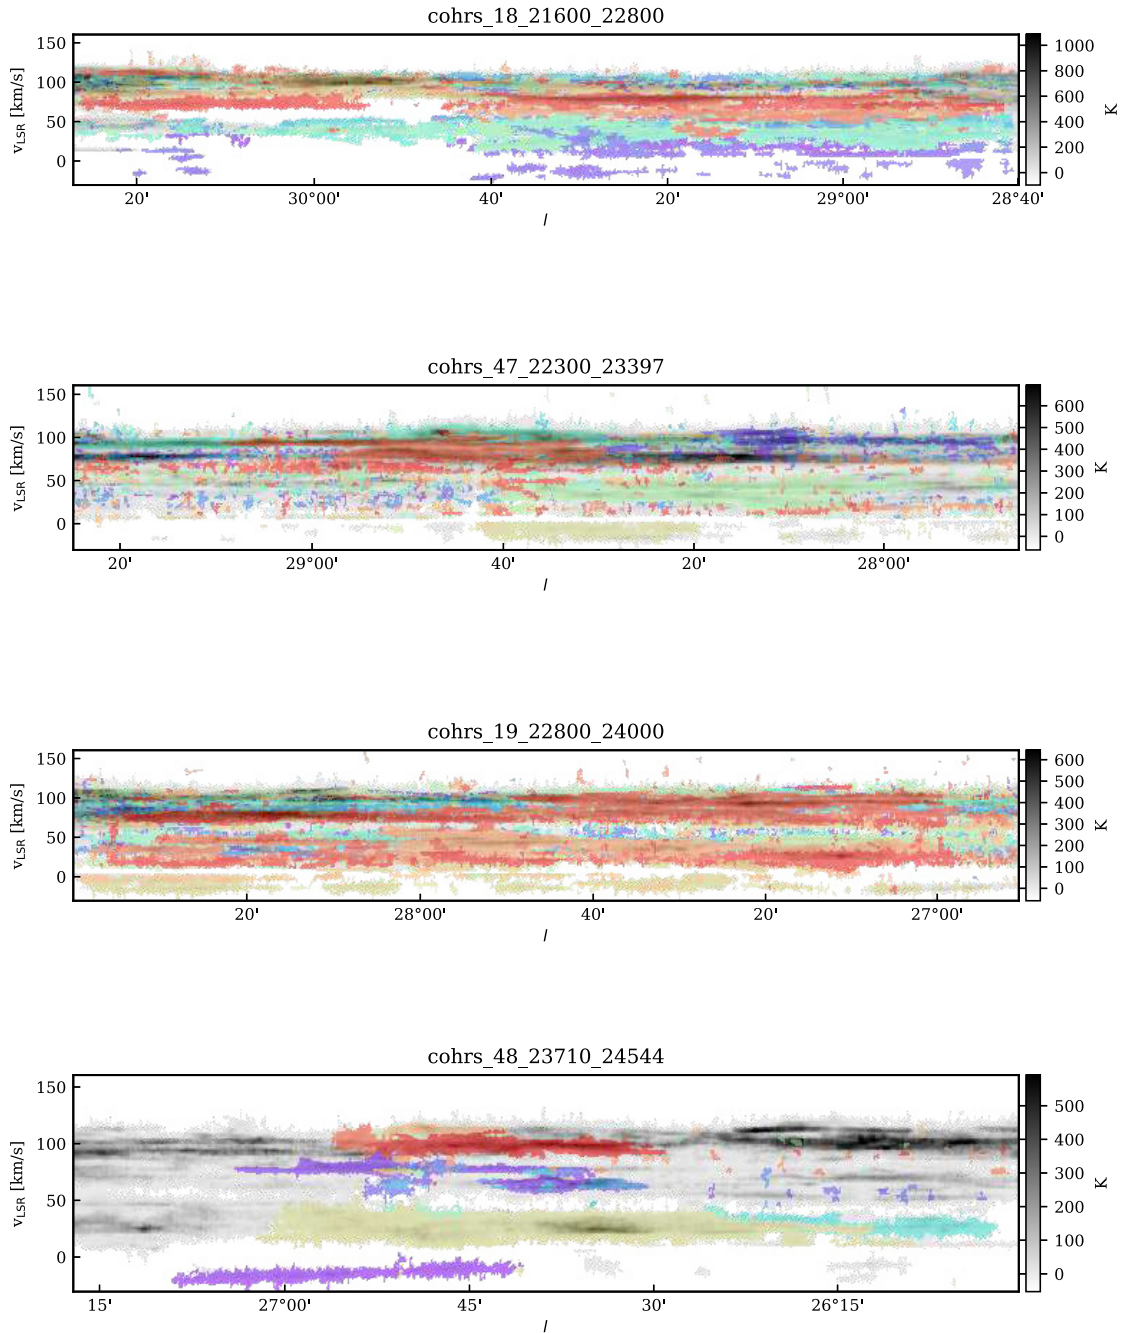 cohrs_18_21600_22800
150
100
50
0
v_LSR [km/s]
20' 30°00' 40' 20' 29°00' 28°40'
l
1000
800
600
400
200
0
K
cohrs_47_22300_23397
150
100
50
0
v_LSR [km/s]
20' 29°00' 40' 20' 28°00'
l
600
500
400
300
200
100
0
K
cohrs_19_22800_24000
150
100
50
0
v_LSR [km/s]
20' 28°00' 40' 20' 27°00'
l
600
500
400
300
200
100
0
K
cohrs_48_23710_24544
150
100
50
0
v_LSR [km/s]
15' 27°00' 45' 30' 26°15'
l
500
400
300
200
100
0
K